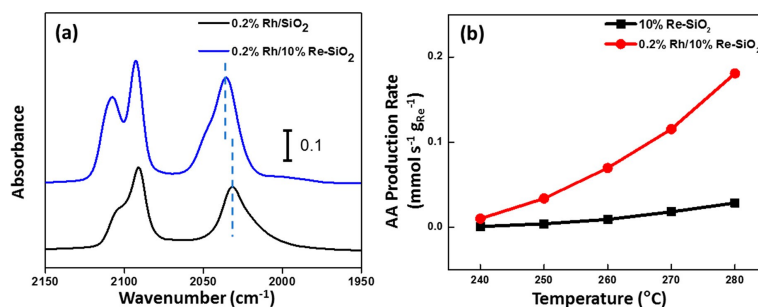 (a)
0.2% Rh/SiO2
0.2% Rh/10% Re-SiO2
0.1
Absorbance
2150 2100 2050 2000 1950
Wavenumber (cm-1)
(b)
10% Re-SiO2
0.2% Rh/10% Re-SiO2
AA Production Rate
(mmol s-1 gRe-1)
0.2
0.1
0.0
240 250 260 270 280
Temperature (°C)